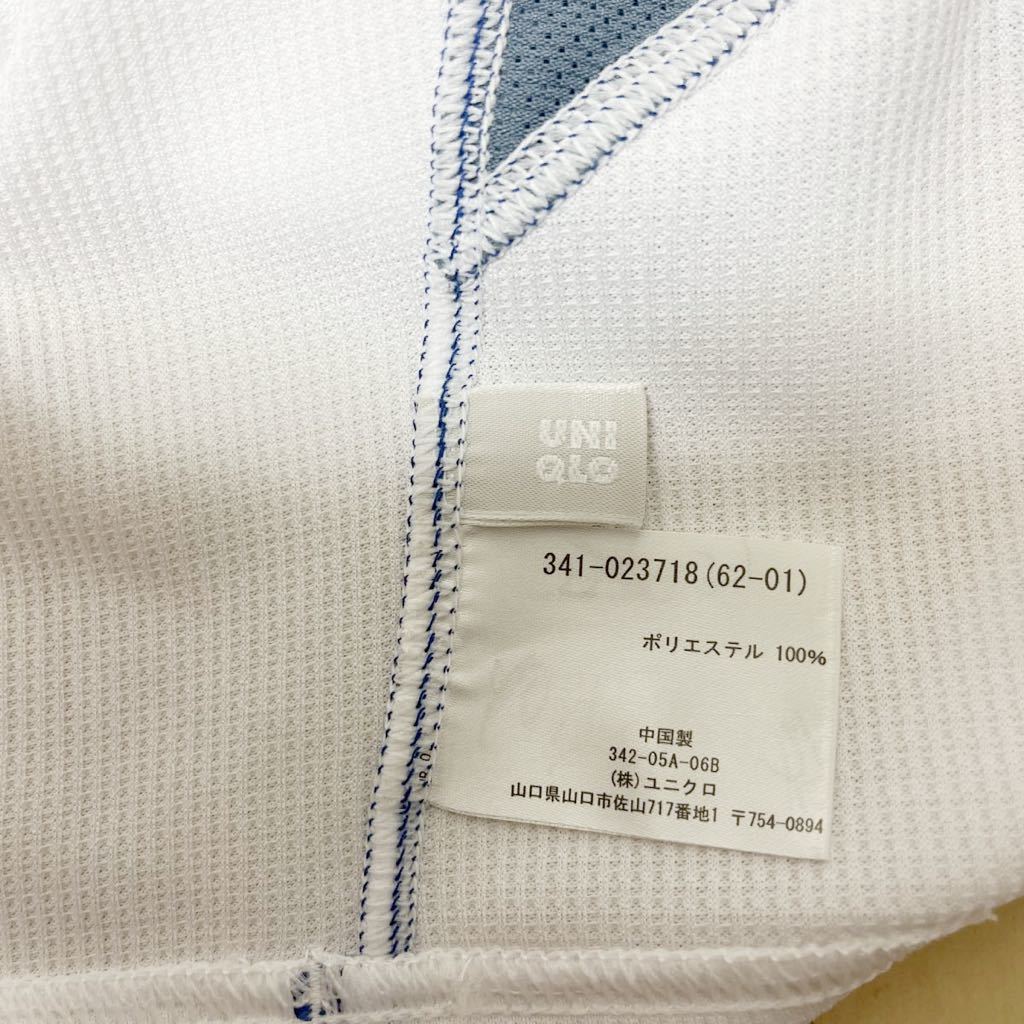 UNI
QLO
341-023718(62-01)
ポリエステル 100%
中国製
342-05A-06B
(株)ユニクロ
山口県山口市佐山717番地1 〒754-0894